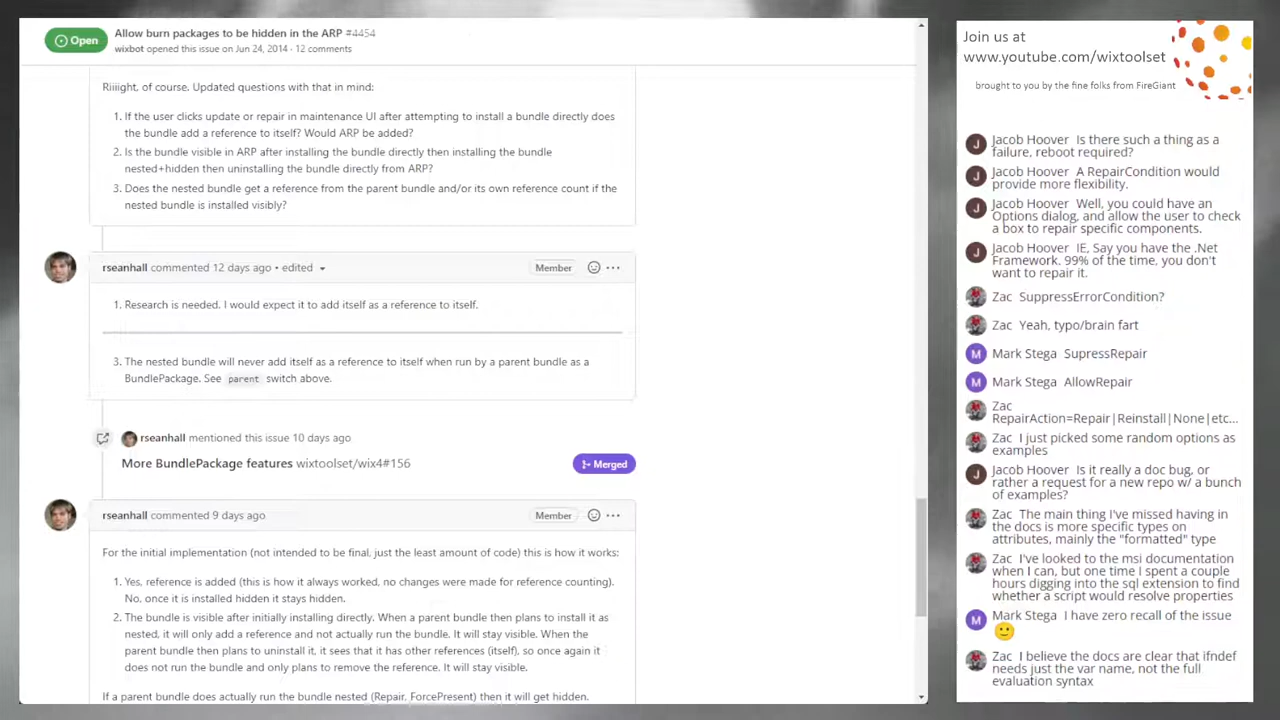 Open
Allow burn packages to be hidden in the ARP #4454
wixbot opened this issue on Jun 24, 2014 · 12 comments
Riiiight, of course. Updated questions with that in mind:
1. If the user clicks update or repair in maintenance UI after attempting to install a bundle directly does
the bundle add a reference to itself? Would ARP be added?
2. Is the bundle visible in ARP after installing the bundle directly then installing the bundle
nested+hidden then uninstalling the bundle directly from ARP?
3. Does the nested bundle get a reference from the parent bundle and/or its own reference count if the
nested bundle is installed visibly?
rseanhall commented 12 days ago • edited
Member
1. Research is needed. I would expect it to add itself as a reference to itself.
3. The nested bundle will never add itself as a reference to itself when run by a parent bundle as a
BundlePackage. See parent switch above.
rseanhall mentioned this issue 10 days ago
More BundlePackage features wixtoolset/wix4#156
Merged
rseanhall commented 9 days ago
Member
For the initial implementation (not intended to be final, just the least amount of code) this is how it works:
1. Yes, reference is added (this is how it always worked, no changes were made for reference counting).
No, once it is installed hidden it stays hidden.
2. The bundle is visible after initially installing directly. When a parent bundle then plans to install it as
nested, it will only add a reference and not actually run the bundle. It will stay visible. When the
parent bundle then plans to uninstall it, it sees that it has other references (itself), so once again it
does not run the bundle and only plans to remove the reference. It will stay visible.
If a parent bundle does actually run the bundle nested (Repair, ForcePresent) then it will get hidden.
Join us at
www.youtube.com/wixtoolset
brought to you by the fine folks from FireGiant
Jacob Hoover Is there such a thing as a
failure, reboot required?
Jacob Hoover A RepairCondition would
provide more flexibility.
Jacob Hoover Well, you could have an
Options dialog, and allow the user to check
a box to repair specific components.
Jacob Hoover IE, Say you have the .Net
Framework. 99% of the time, you don't
want to repair it.
Zac SuppressErrorCondition?
Zac Yeah, typo/brain fart
Mark Stega SupressRepair
Mark Stega AllowRepair
Zac
RepairAction=Repair|Reinstall|None|etc...
Zac I just picked some random options as
examples
Jacob Hoover Is it really a doc bug, or
rather a request for a new repo w/ a bunch
of examples?
Zac The main thing I've missed having in
the docs is more specific types on
attributes, mainly the "formatted" type
Zac I've looked to the msi documentation
when I can, but one time I spent a couple
hours digging into the sql extension to find
whether a script would resolve properties
Mark Stega I have zero recall of the issue
Zac I believe the docs are clear that ifndef
needs just the var name, not the full
evaluation syntax